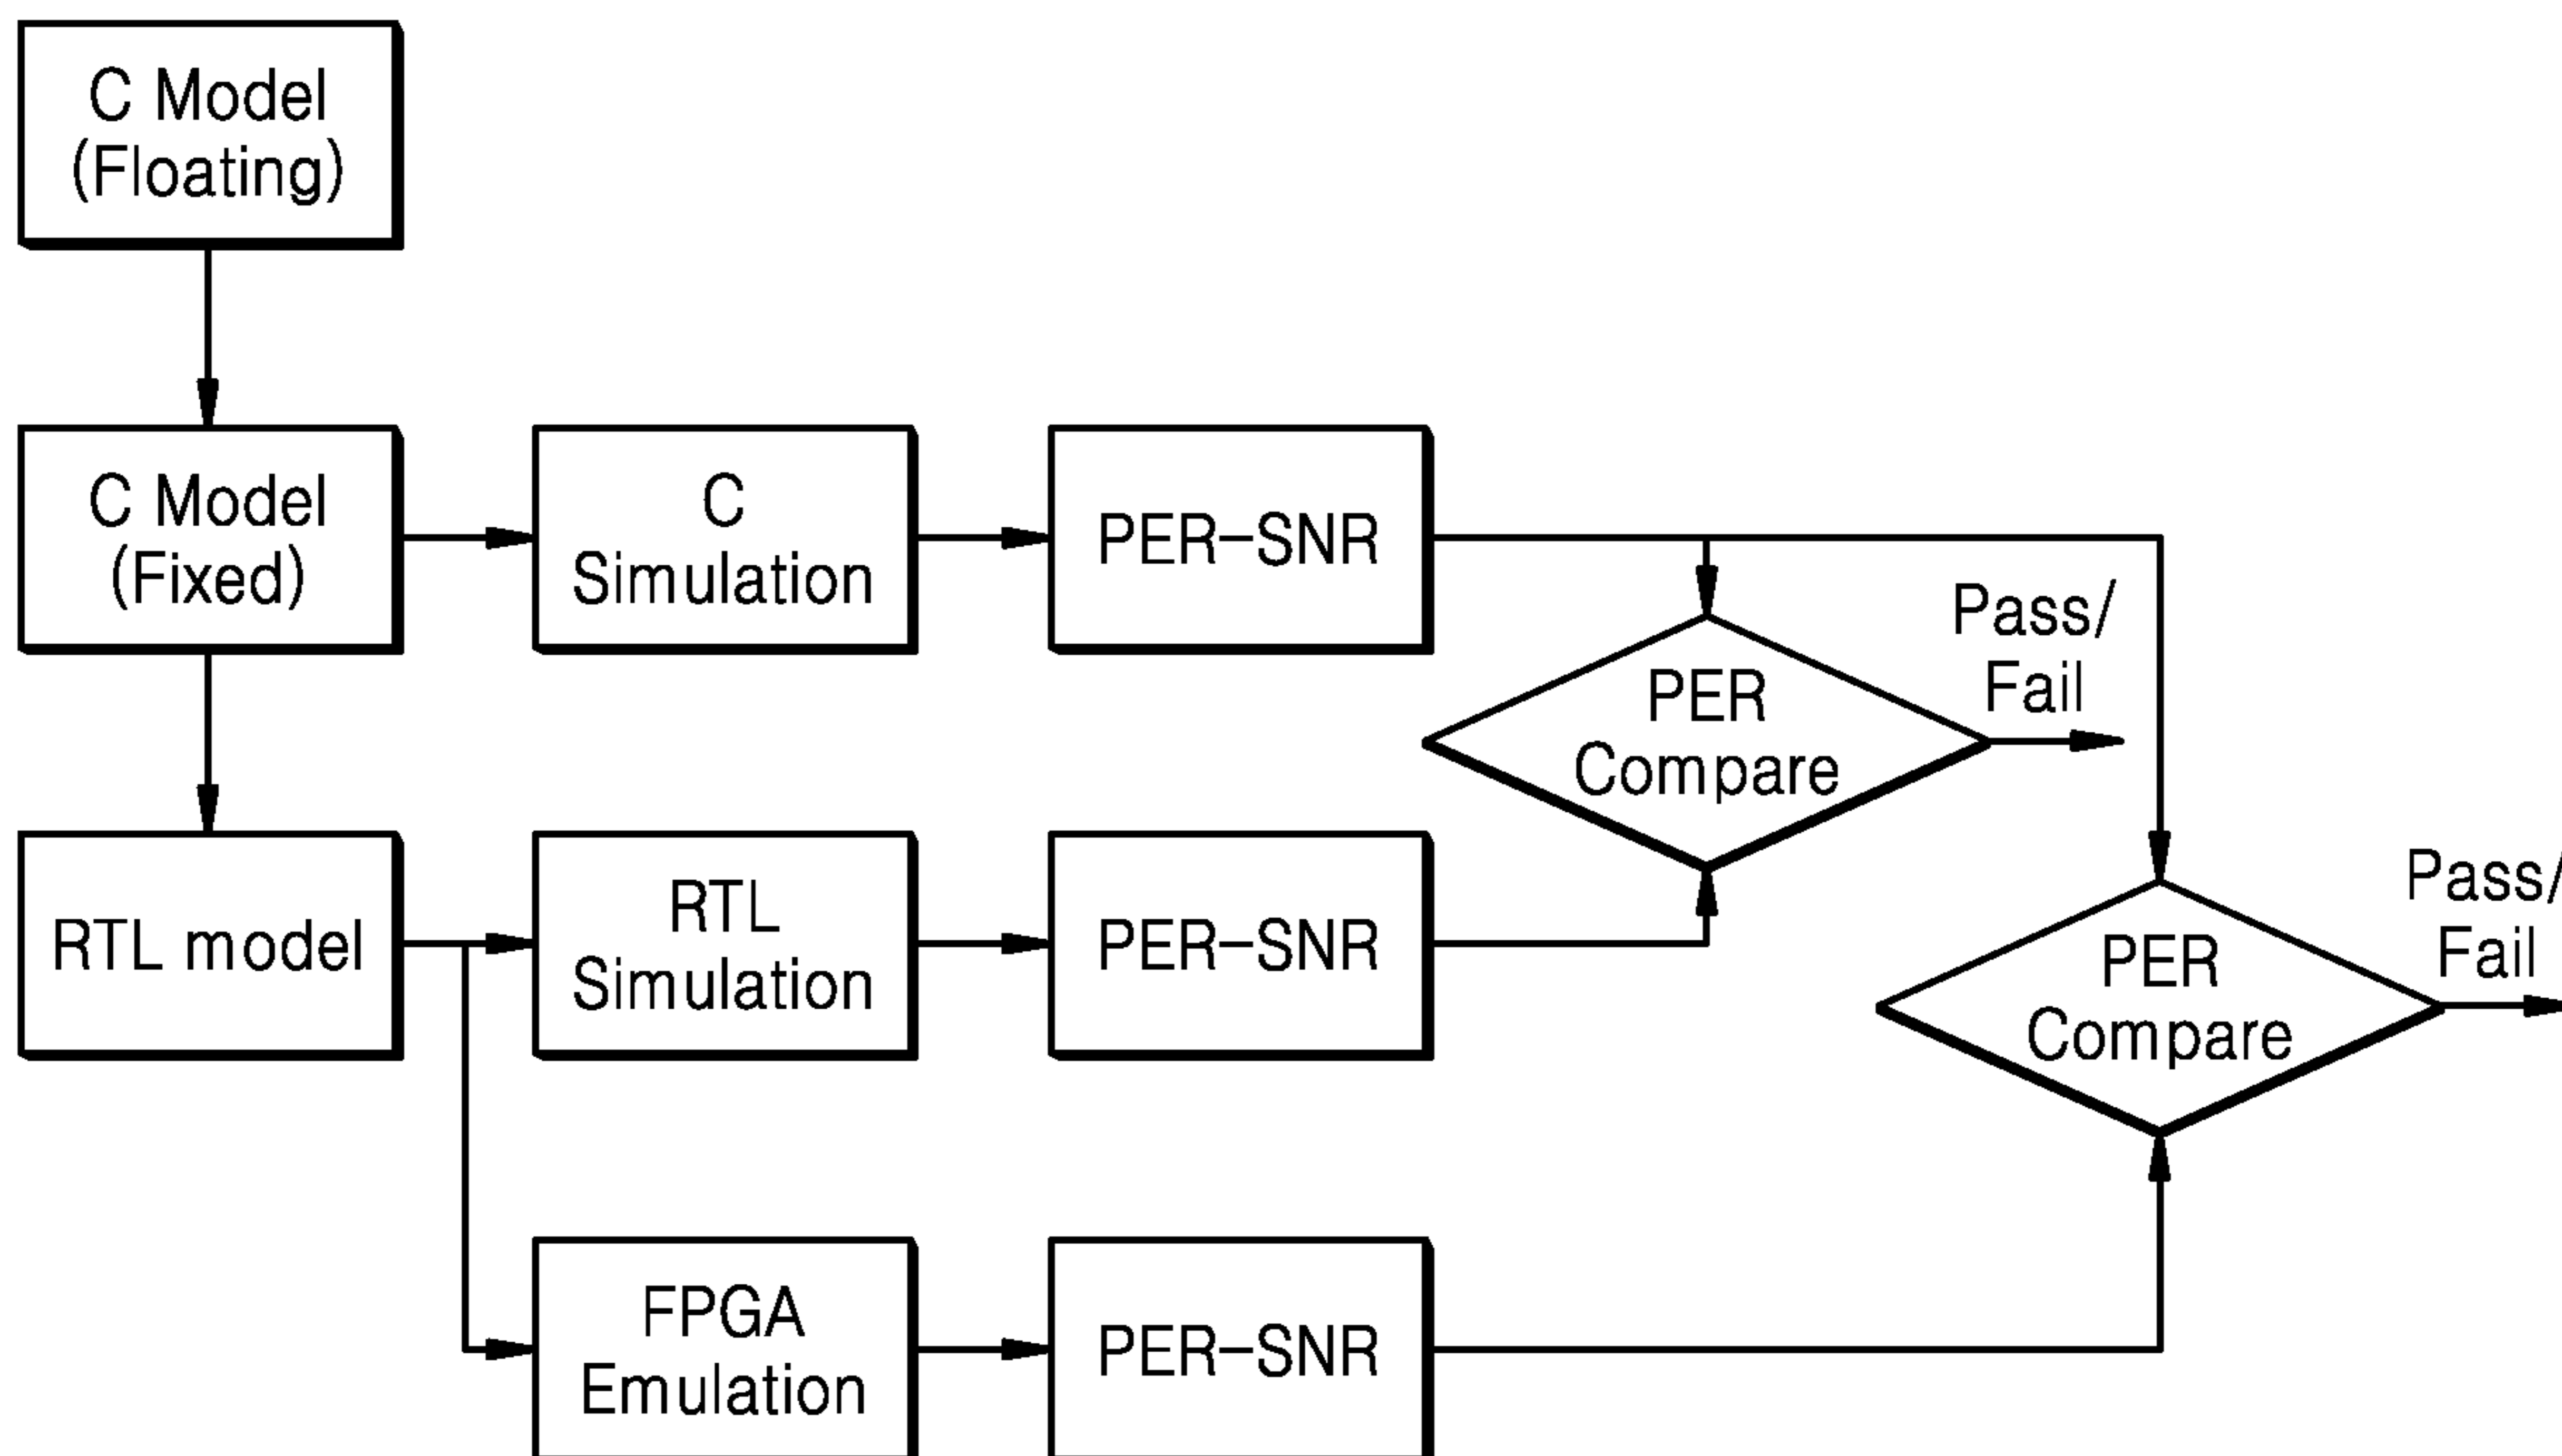 C Model
(Floating)
C Model
(Fixed)
C
Simulation
PER-SNR
Pass/
Fail
PER
Compare
RTL model
RTL
Simulation
PER-SNR
Pass/
Fail
PER
Compare
FPGA
Emulation
PER-SNR